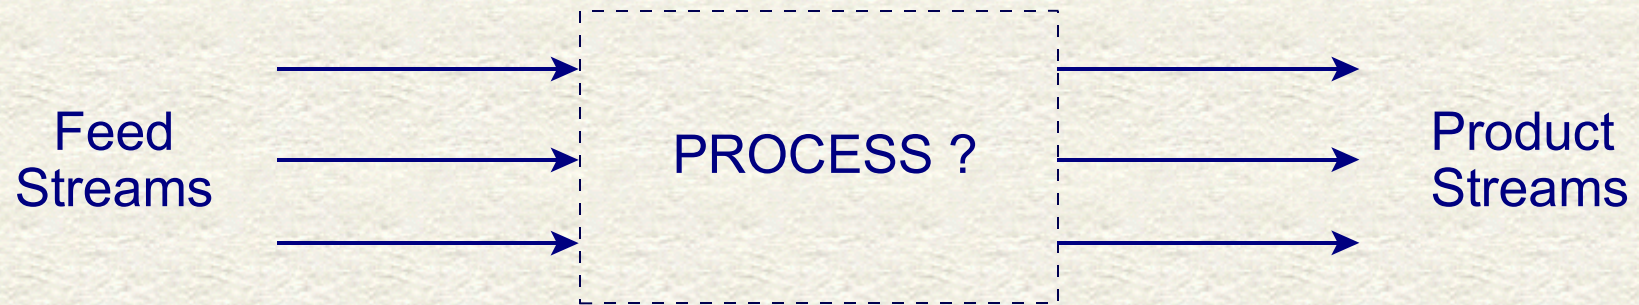 Feed
Streams
PROCESS ?
Product
Streams